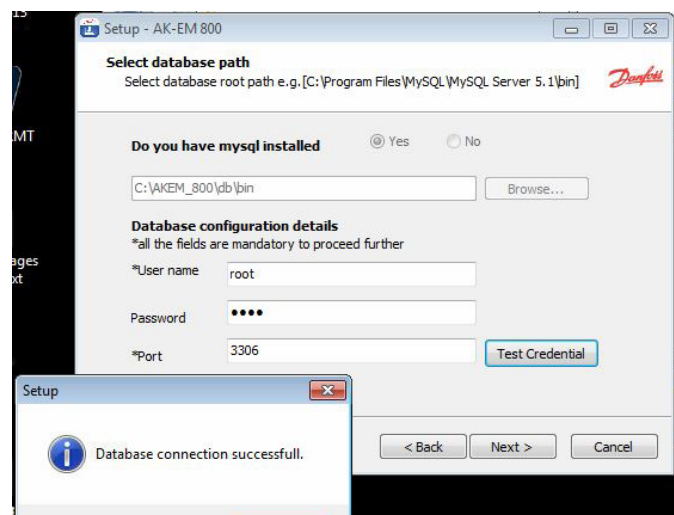 15
Setup - AK-EM 800
Select database path
Select database root path e.g.[C:\Program Files\MySQL\MySQL Server 5.1\bin]
Danfoss
MT
Do you have mysql installed
Yes
No
C:\AKEM_800\db\bin
Browse...
Database configuration details
*all the fields are mandatory to proceed further
ages
xt
*User name
root
Password
••••
*Port
3306
Test Credential
Setup
Database connection successfull.
< Back
Next >
Cancel